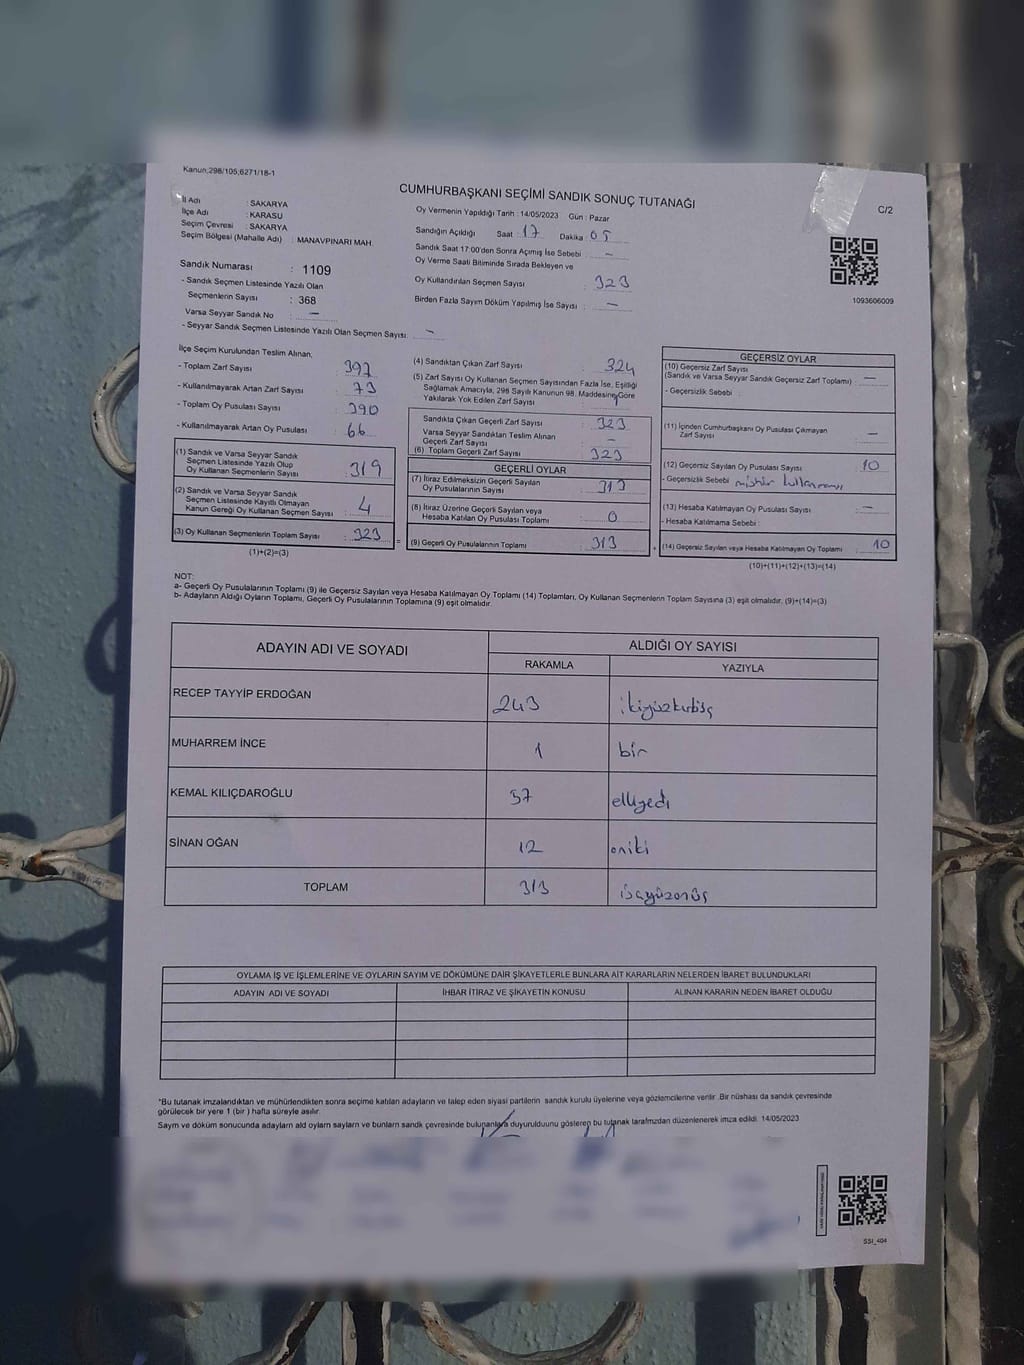 Kanun;298/105;6271/18-1
CUMHURBAŞKANI SEÇİMİ SANDIK SONUÇ TUTANAĞI
C/2
İl Adı : SAKARYA
İlçe Adı : KARASU
Seçim Çevresi : SAKARYA
Seçim Bölgesi (Mahalle Adı) : MANAVPINARI MAH.
Sandık Numarası : 1109
- Sandık Seçmen Listesinde Yazılı Olan
Seçmenlerin Sayısı : 368
Varsa Seyyar Sandık No : —
- Seyyar Sandık Seçmen Listesinde Yazılı Olan Seçmen Sayısı : —
Oy Vermenin Yapıldığı Tarih : 14/05/2023 Gün : Pazar
Sandığın Açıldığı Saat : 17 Dakika : 05
Sandık Saat 17:00'den Sonra Açımış İse Sebebi : —
Oy Verme Saati Bitiminde Sırada Bekleyen ve
Oy Kullandırılan Seçmen Sayısı : 323
Birden Fazla Sayım Döküm Yapılmış İse Sayısı : —
1093606009
İlçe Seçim Kurulundan Teslim Alınan;
- Toplam Zarf Sayısı : 397
- Kullanılmayarak Artan Zarf Sayısı : 73
- Toplam Oy Pusulası Sayısı : 390
- Kullanılmayarak Artan Oy Pusulası : 66
(1) Sandık ve Varsa Seyyar Sandık
Seçmen Listesinde Yazılı Olup
Oy Kullanan Seçmenlerin Sayısı : 319
(2) Sandık ve Varsa Seyyar Sandık
Seçmen Listesinde Kayıtlı Olmayan
Kanun Gereği Oy Kullanan Seçmen Sayısı : 4
(3) Oy Kullanan Seçmenlerin Toplam Sayısı : 323
(1)+(2)=(3)
(4) Sandıktan Çıkan Zarf Sayısı : 324
(5) Zarf Sayısı Oy Kullanan Seçmen Sayısından Fazla İse, Eşitliği
Sağlamak Amacıyla, 298 Sayılı Kanunun 98. Maddesine Göre
Yakılarak Yok Edilen Zarf Sayısı : 1
Sandıkta Çıkan Geçerli Zarf Sayısı : 323
Varsa Seyyar Sandıktan Teslim Alınan
Geçerli Zarf Sayısı : —
(6) Toplam Geçerli Zarf Sayısı : 323
GEÇERLİ OYLAR
(7) İtiraz Edilmeksizin Geçerli Sayılan
Oy Pusulalarının Sayısı : 313
(8) İtiraz Üzerine Geçerli Sayılan veya
Hesaba Katılan Oy Pusulası Toplamı : 0
(9) Geçerli Oy Pusulalarının Toplamı : 313
GEÇERSİZ OYLAR
(10) Geçersiz Zarf Sayısı
(Sandık ve Varsa Seyyar Sandık Geçersiz Zarf Toplamı) : —
- Geçersizlik Sebebi :
(11) İçinden Cumhurbaşkanı Oy Pusulası Çıkmayan
Zarf Sayısı : —
(12) Geçersiz Sayılan Oy Pusulası Sayısı : 10
- Geçersizlik Sebebi
(13) Hesaba Katılmayan Oy Pusulası Sayısı : —
- Hesaba Katılmama Sebebi :
(14) Geçersiz Sayılan veya Hesaba Katılmayan Oy Toplamı : 10
(10)+(11)+(12)+(13)=(14)
NOT:
a- Geçerli Oy Pusulalarının Toplamı (9) ile Geçersiz Sayılan veya Hesaba Katılmayan Oy Toplamı (14) Toplamları, Oy Kullanan Seçmenlerin Toplam Sayısına (3) eşit olmalıdır. (9)+(14)=(3)
b- Adayların Aldığı Oyların Toplamı, Geçerli Oy Pusulalarının Toplamına (9) eşit olmalıdır.
ADAYIN ADI VE SOYADI ALDIĞI OY SAYISI
RAKAMLA YAZIYLA
RECEP TAYYİP ERDOĞAN 243 ikiyüzkırküç
MUHARREM İNCE 1 bir
KEMAL KILIÇDAROĞLU 57 elliyedi
SİNAN OĞAN 12 oniki
TOPLAM 313 üçyüzonüç
OYLAMA İŞ VE İŞLEMLERİNE VE OYLARIN SAYIM VE DÖKÜMÜNE DAİR ŞİKAYETLERLE BUNLARA AİT KARARLARIN NELERDEN İBARET BULUNDUKLARI
ADAYIN ADI VE SOYADI İHBAR İTİRAZ VE ŞİKAYETİN KONUSU ALINAN KARARIN NEDEN İBARET OLDUĞU
*Bu tutanak imzalandıktan ve mühürlendikten sonra seçime katılan adayların ve talep eden siyasi partilerin sandık kurulu üyelerine veya gözlemcilerine verilir .Bir nüshası da sandık çevresinde
görülecek bir yere 1 (bir ) hafta süreyle asılır.
Sayım ve döküm sonucunda adayların ald oyların sayıların ve bunların sandık çevresinde bulunanlara duyurulduunu gösteren bu tutanak tarafımızdan düzenlenerek imza edildi. 14/05/2023
SSI_404